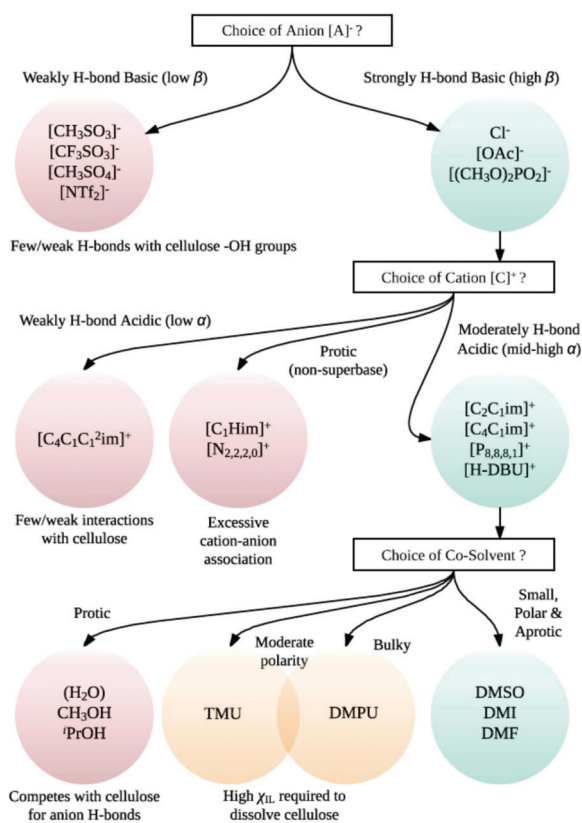 Choice of Anion [A]⁻ ?
Weakly H-bond Basic (low β)
Strongly H-bond Basic (high β)
[CH₃SO₃]⁻
[CF₃SO₃]⁻
[CH₃SO₄]⁻
[NTf₂]⁻
Cl⁻
[OAc]⁻
[(CH₃O)₂PO₂]⁻
Few/weak H-bonds with cellulose -OH groups
Choice of Cation [C]⁺ ?
Weakly H-bond Acidic (low α)
Protic
(non-superbase)
Moderately H-bond
Acidic (mid-high α)
[C₄C₁C₁²im]⁺
[C₁Him]⁺
[N₂,₂,₂,₀]⁺
[C₂C₁im]⁺
[C₄C₁im]⁺
[P₈,₈,₈,₁]⁺
[H-DBU]⁺
Few/weak interactions
with cellulose
Excessive
cation-anion
association
Choice of Co-Solvent ?
Protic
Moderate
polarity
Bulky
Small,
Polar &
Aprotic
(H₂O)
CH₃OH
ⁱPrOH
TMU
DMPU
DMSO
DMI
DMF
Competes with cellulose
for anion H-bonds
High χIL required to
dissolve cellulose